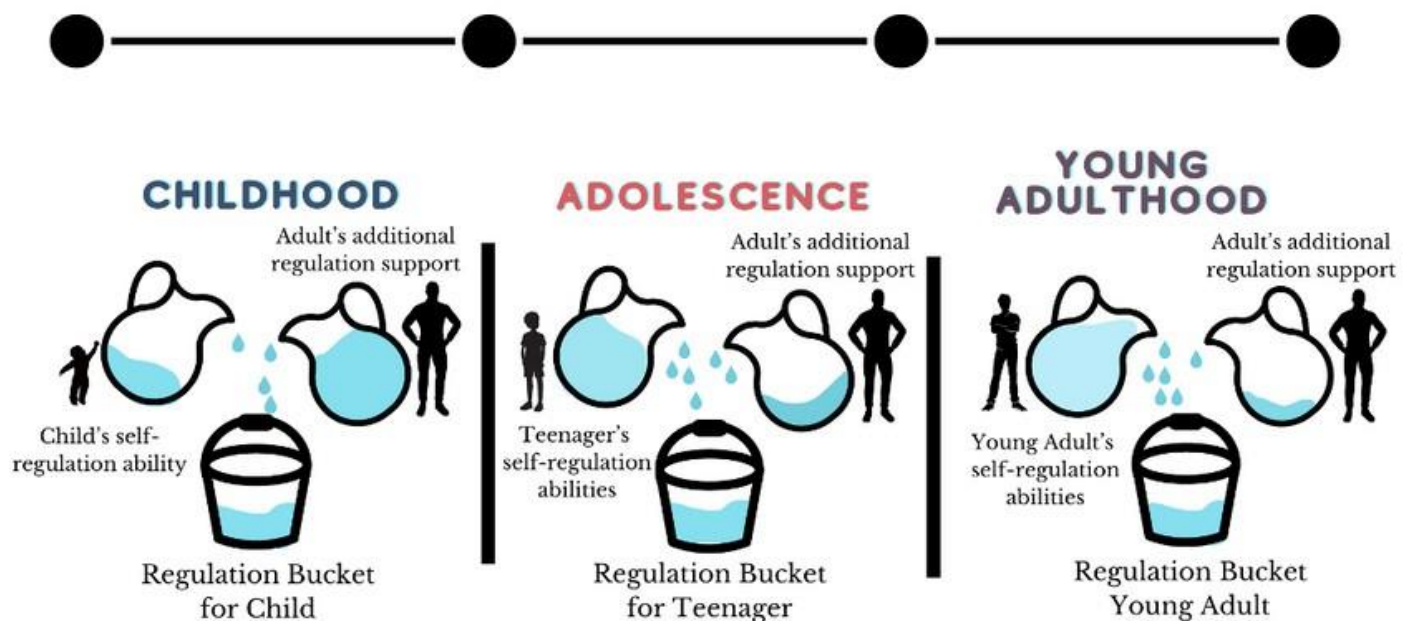 CHILDHOOD
Adult's additional
regulation support
Child's self-
regulation ability
Regulation Bucket
for Child
ADOLESCENCE
Adult's additional
regulation support
Teenager's
self-regulation
abilities
Regulation Bucket
for Teenager
YOUNG
ADULTHOOD
Adult's additional
regulation support
Young Adult's
self-regulation
abilities
Regulation Bucket
Young Adult